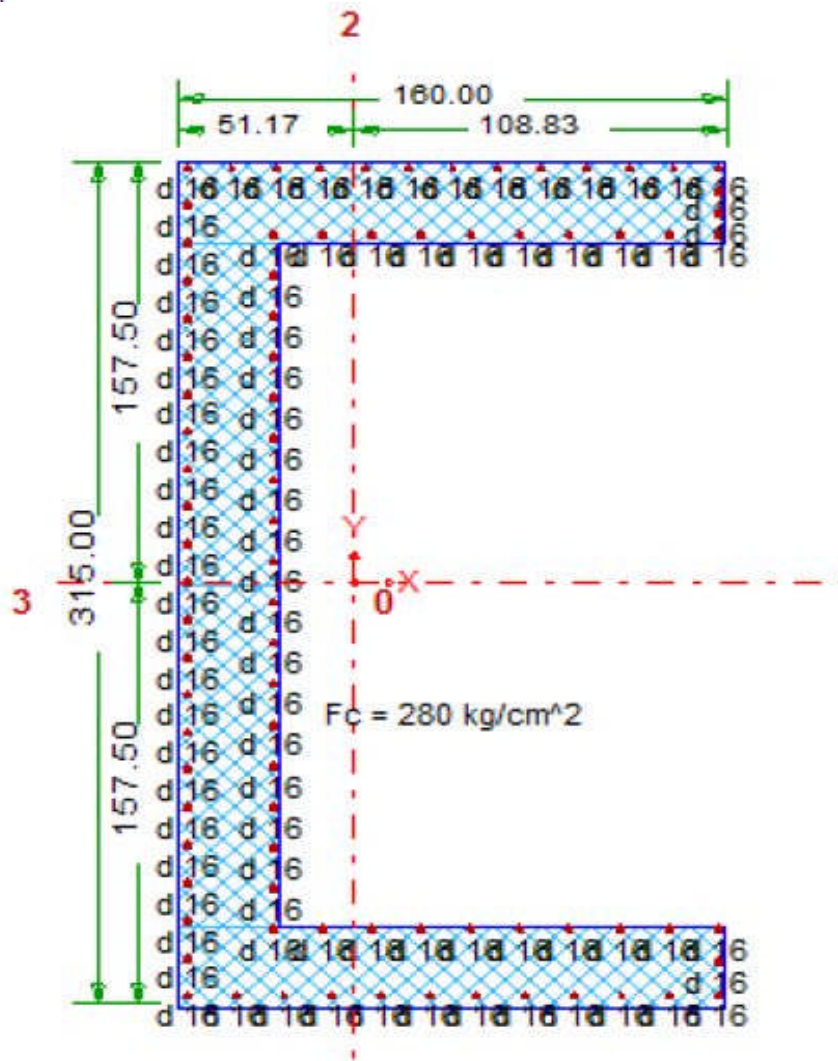 2
160.00
51.17 108.83
d 16 d 16 d 16 d 16 d 16 d 16 d 16 d 16 d 16 d 16 d 16 d 16 d 16
d 16
d 16 d 16
d 16 d 16 d 16 d 16 d 16 d 16 d 16 d 16 d 16 d 16 d 16
d 16 d 16
d 16 d 16
d 16 d 16
157.50
d 16 d 16
d 16 d 16
d 16 d 16
d 16 d 16
315.00
Y
3
0
X
d 16 d 16
d 16 d 16
d 16 d 16
d 16 d 16
Fc = 280 kg/cm^2
d 16 d 16
157.50
d 16 d 16
d 16 d 16
d 16 d 16
d 16 d 16
d 16 d 16 d 16 d 16 d 16 d 16 d 16 d 16 d 16 d 16 d 16
d 16 d 16
d 16 d 16 d 16 d 16 d 16 d 16 d 16 d 16 d 16 d 16 d 16 d 16